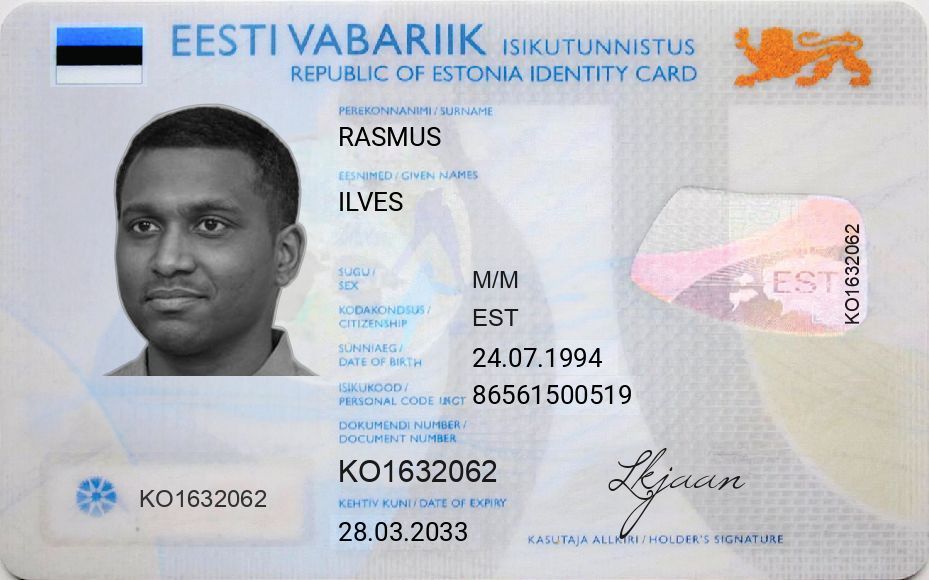 EESTI VABARIIK ISIKUTUNNISTUS
REPUBLIC OF ESTONIA IDENTITY CARD
PEREKONNANIMI / SURNAME
RASMUS
EESNIMED / GIVEN NAMES
ILVES
SUGU /
SEX
M/M
KODAKONDSUS /
CITIZENSHIP
EST
SÜNNIAEG /
DATE OF BIRTH
24.07.1994
ISIKUKOOD /
PERSONAL CODE
86561500519
DOKUMENDI NUMBER /
DOCUMENT NUMBER
KO1632062
KEHTIV KUNI / DATE OF EXPIRY
28.03.2033
KO1632062
EST
KO1632062
Lkjaan
KASUTAJA ALLKIRI / HOLDER'S SIGNATURE